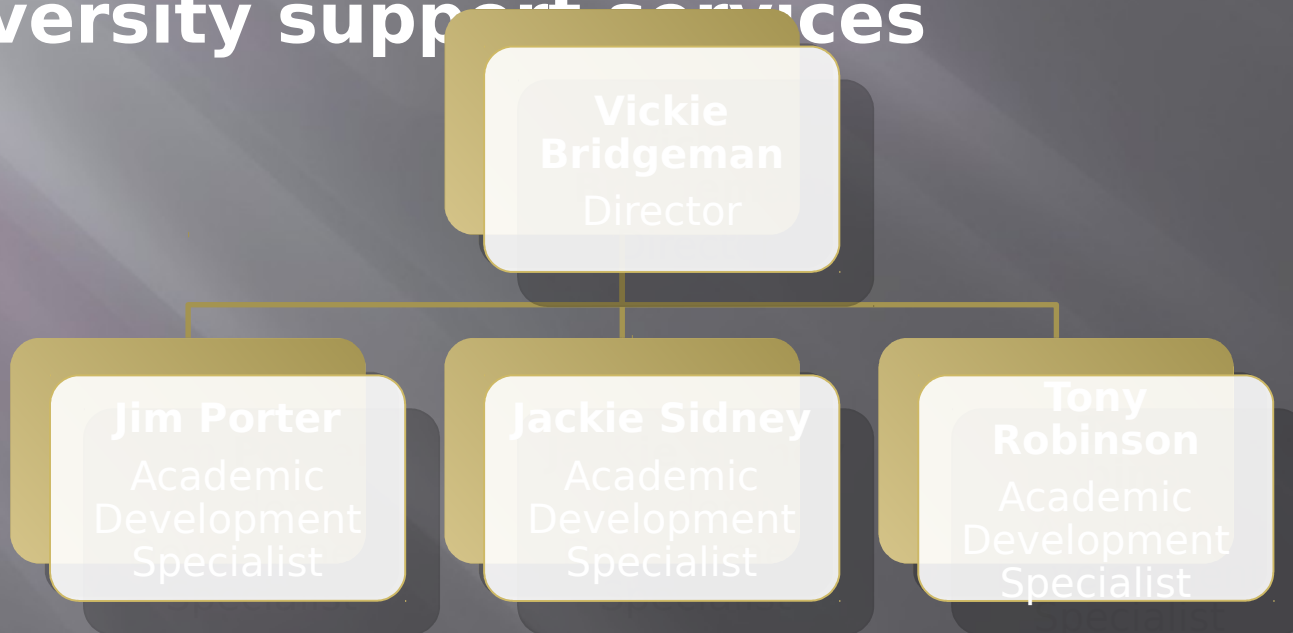 versity support services
Vickie
Bridgeman
Director
Jim Porter
Academic
Development
Specialist
Jackie Sidney
Academic
Development
Specialist
Tony
Robinson
Academic
Development
Specialist